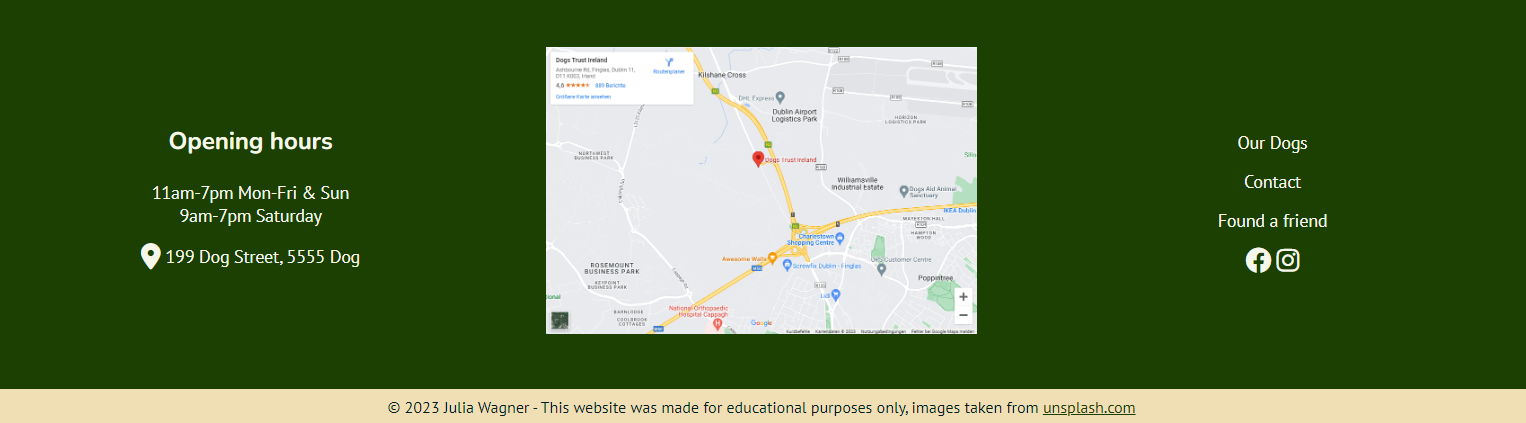 Opening hours
11am-7pm Mon-Fri & Sun
9am-7pm Saturday
199 Dog Street, 5555 Dog
Dogs Trust Ireland
Ashbourne Rd, Finglas, Dublin 11,
D11 K003, Irland
Routenplaner
4,6
889 Berichte
Größere Karte ansehen
Kilshane Cross
DHL Express
Dublin Airport
Logistics Park
HORIZON
LOGISTICS PARK
NORTHWEST
BUSINESS PARK
Dogs Trust Ireland
Williamsville
Industrial Estate
Dogs Aid Animal
Sanctuary
IKEA Dublin
MAYESTON HALL
HAMPTON
WOOD
Charlestown
Shopping Centre
Awesome Walls
Screwfix Dublin - Finglas
Customer Centre
Poppintree
ROSEMOUNT
BUSINESS PARK
KEYPOINT
BUSINESS PARK
Lidl
National Orthopaedic
Hospital Cappagh
BARNLODGE
COOLBROOK
COTTAGES
Google
Kurzbefehle
Kartendaten © 2023
Nutzungsbedingungen
Fehler bei Google Maps melden
Our Dogs
Contact
Found a friend
© 2023 Julia Wagner - This website was made for educational purposes only, images taken from unsplash.com